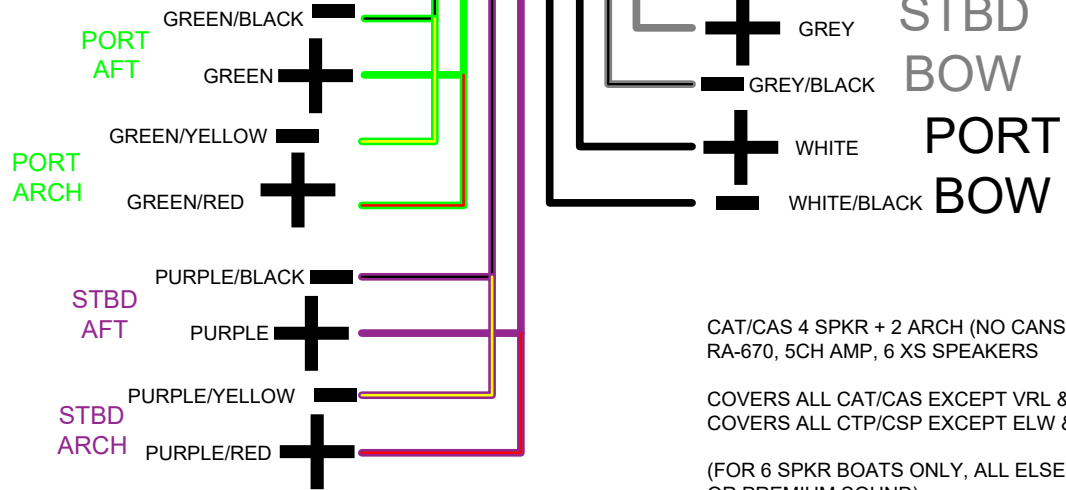 GREEN/BLACK
PORT
AFT
GREEN
GREEN/YELLOW
PORT
ARCH
GREEN/RED
PURPLE/BLACK
STBD
AFT
PURPLE
PURPLE/YELLOW
STBD
ARCH
PURPLE/RED
STBD
GREY
BOW
GREY/BLACK
PORT
WHITE
BOW
WHITE/BLACK
CAT/CAS 4 SPKR + 2 ARCH (NO CANS
RA-670, 5CH AMP, 6 XS SPEAKERS
COVERS ALL CAT/CAS EXCEPT VRL &
COVERS ALL CTP/CSP EXCEPT ELW &
(FOR 6 SPKR BOATS ONLY, ALL ELSE
OR PREMIUM SOUND)